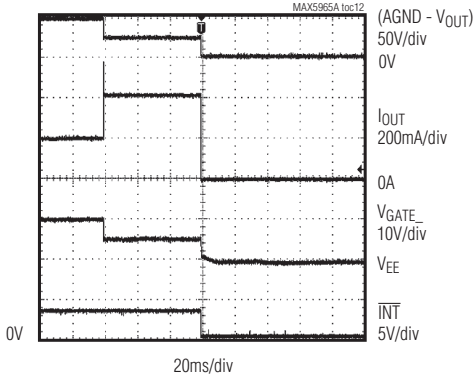 MAX5965A toc12
(AGND - VOUT)
50V/div
0V
T
IOUT
200mA/div
0A
VGATE_
10V/div
VEE
INT
5V/div
0V
20ms/div